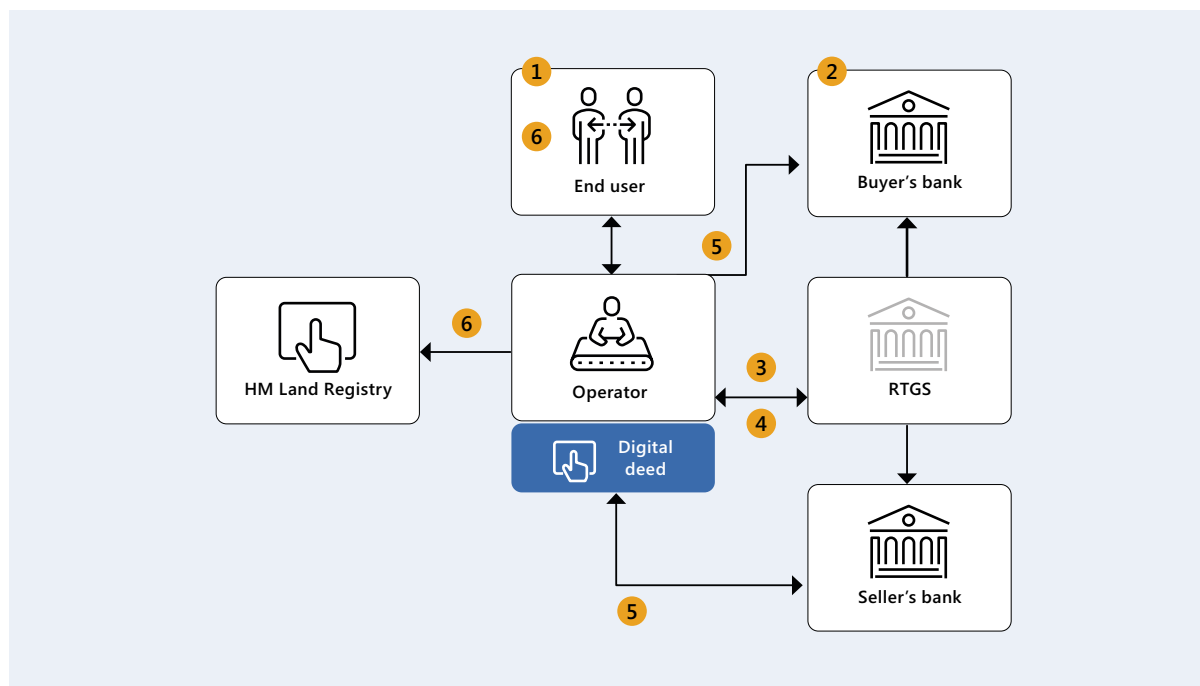 1
2
6
End user
Buyer's bank
5
6
3
HM Land Registry
Operator
RTGS
4
Digital
deed
Seller's bank
5